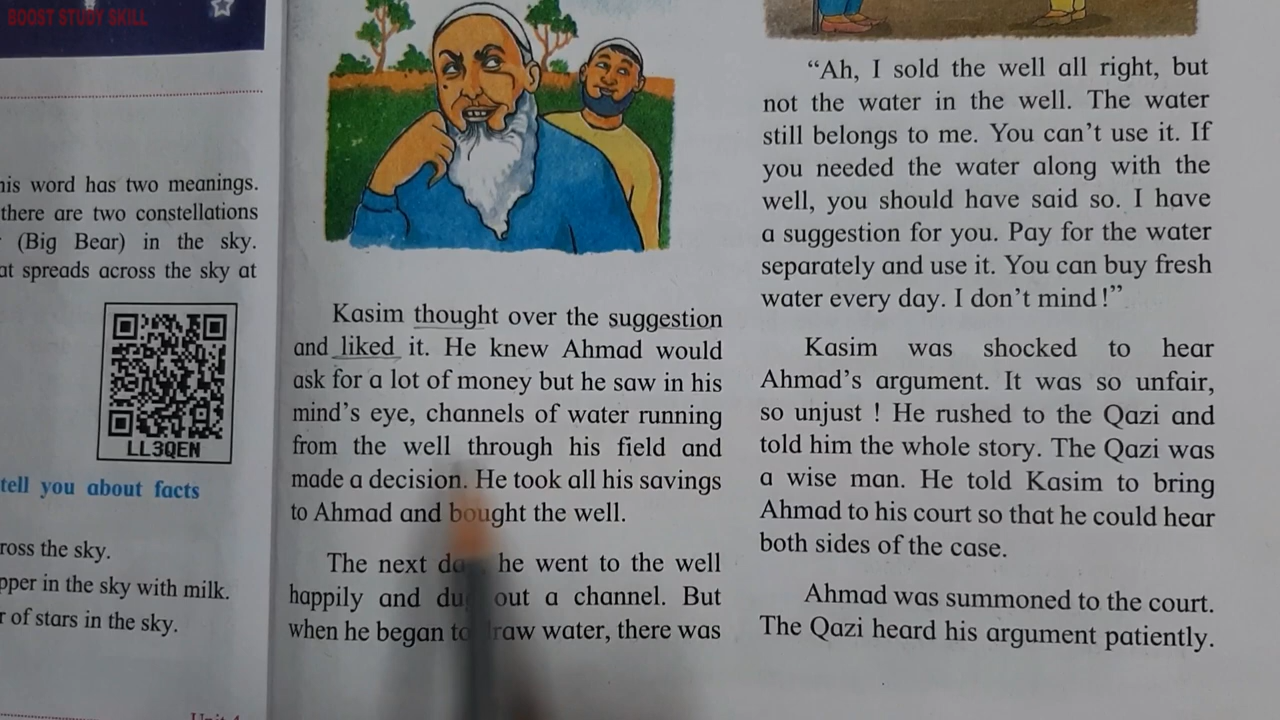 BOOST STUDY SKILL
his word has two meanings.
there are two constellations
(Big Bear) in the sky.
at spreads across the sky at
LL3QEN
tell you about facts
ross the sky.
pper in the sky with milk.
r of stars in the sky.
Kasim thought over the suggestion
and liked it. He knew Ahmad would
ask for a lot of money but he saw in his
mind's eye, channels of water running
from the well through his field and
made a decision. He took all his savings
to Ahmad and bought the well.
The next he went to the well
happily and out a channel. But
when he began water, there was
“Ah, I sold the well all right, but
not the water in the well. The water
still belongs to me. You can't use it. If
you needed the water along with the
well, you should have said so. I have
a suggestion for you. Pay for the water
separately and use it. You can buy fresh
water every day. I don't mind !”
Kasim was shocked to hear
Ahmad's argument. It was so unfair,
so unjust ! He rushed to the Qazi and
told him the whole story. The Qazi was
a wise man. He told Kasim to bring
Ahmad to his court so that he could hear
both sides of the case.
Ahmad was summoned to the court.
The Qazi heard his argument patiently.